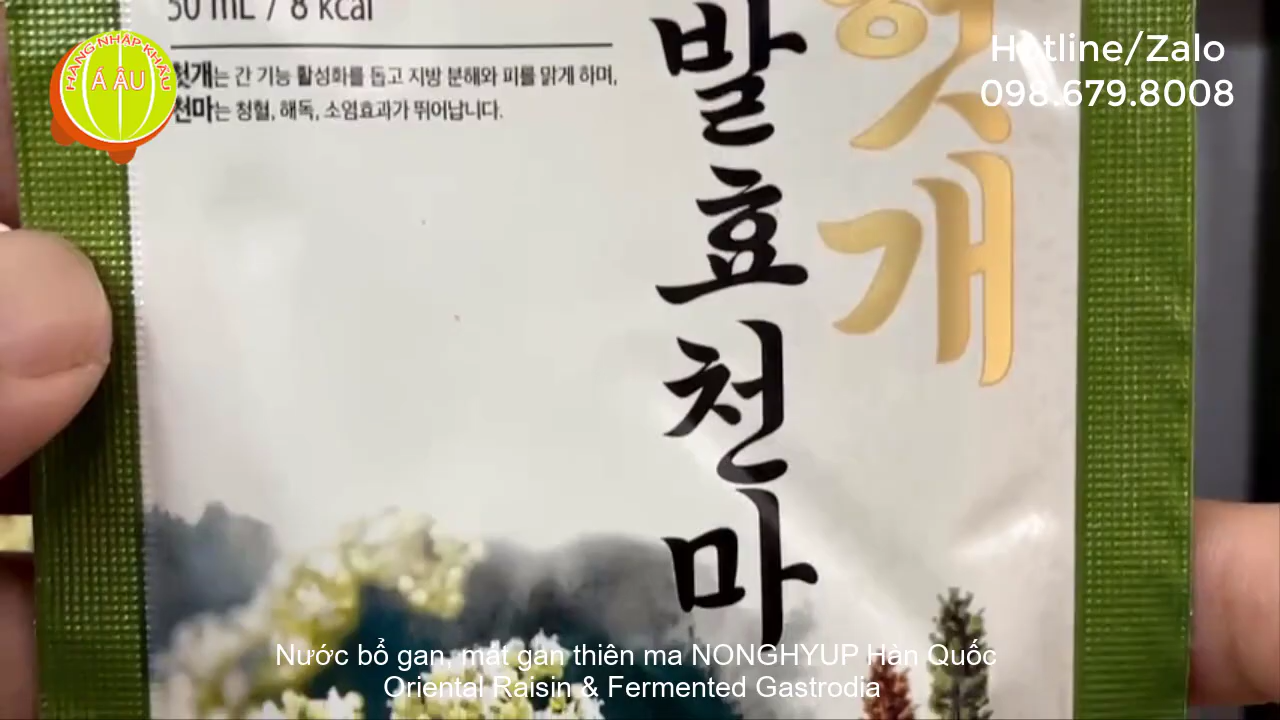 50 mL / 8 kcal
헛개는 간 기능 활성화를 돕고 지방 분해와 피를 맑게 하며,
천마는 청혈, 해독, 소염효과가 뛰어납니다.
헛개
발효천마
HÀNG NHẬP KHẨU
Á ÂU
Hotline/Zalo
098.679.8008
Nước bổ gan, mát gan thiên ma NONGHYUP Hàn Quốc
Oriental Raisin & Fermented Gastrodia